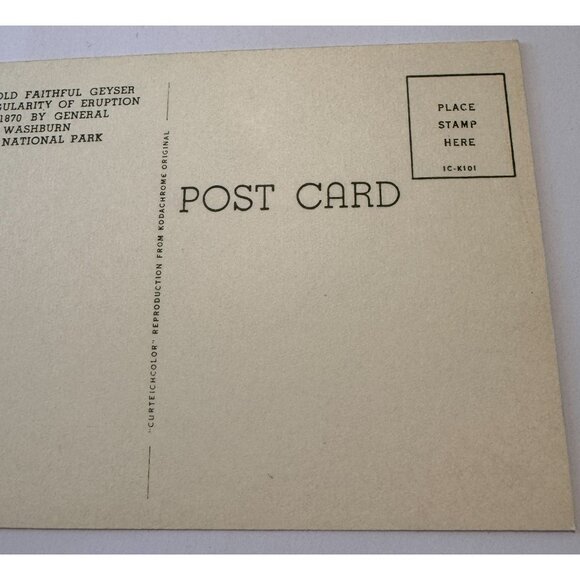 OLD FAITHFUL GEYSER
GULARITY OF ERUPTION
1870 BY GENERAL
WASHBURN
NATIONAL PARK
"CURTEICHCOLOR" REPRODUCTION FROM KODACHROME ORIGINAL
POST CARD
PLACE
STAMP
HERE
1C-K101